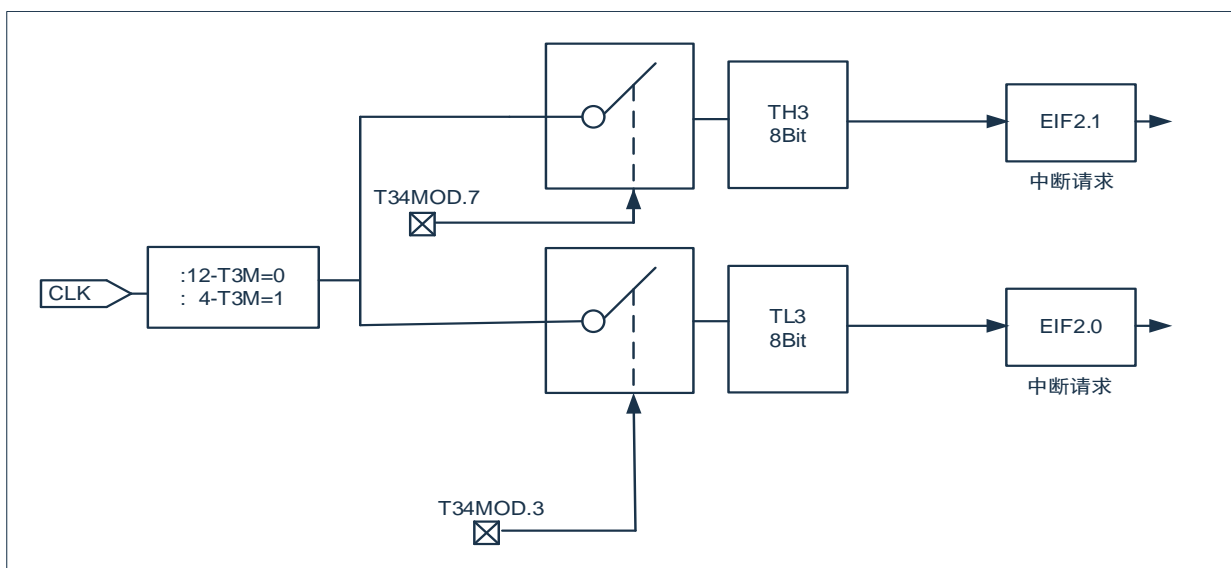 TH3
8Bit
EIF2.1
中断请求
T34MOD.7
CLK
:12-T3M=0
: 4-T3M=1
TL3
8Bit
EIF2.0
中断请求
T34MOD.3